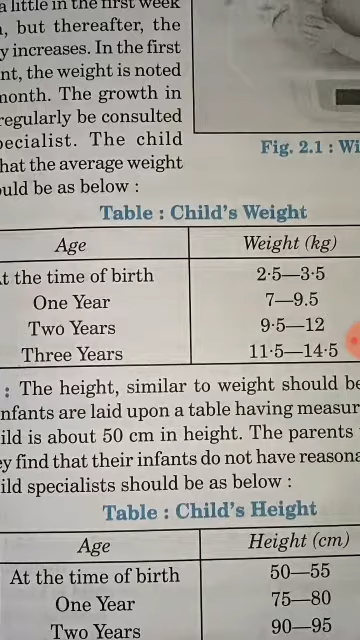 a little in the first week
, but thereafter, the
y increases. In the first
nt, the weight is noted
month. The growth in
regularly be consulted
pecialist. The child
hat the average weight
ould be as below :
Fig. 2.1 : Wi
Table : Child's Weight
Age Weight (kg)
t the time of birth 2·5—3·5
One Year 7—9.5
Two Years 9·5—12
Three Years 11·5—14·5
: The height, similar to weight should be
nfants are laid upon a table having measur
ild is about 50 cm in height. The parents
ey find that their infants do not have reasona
ild specialists should be as below :
Table : Child's Height
Age Height (cm)
At the time of birth 50—55
One Year 75—80
Two Years 90—95